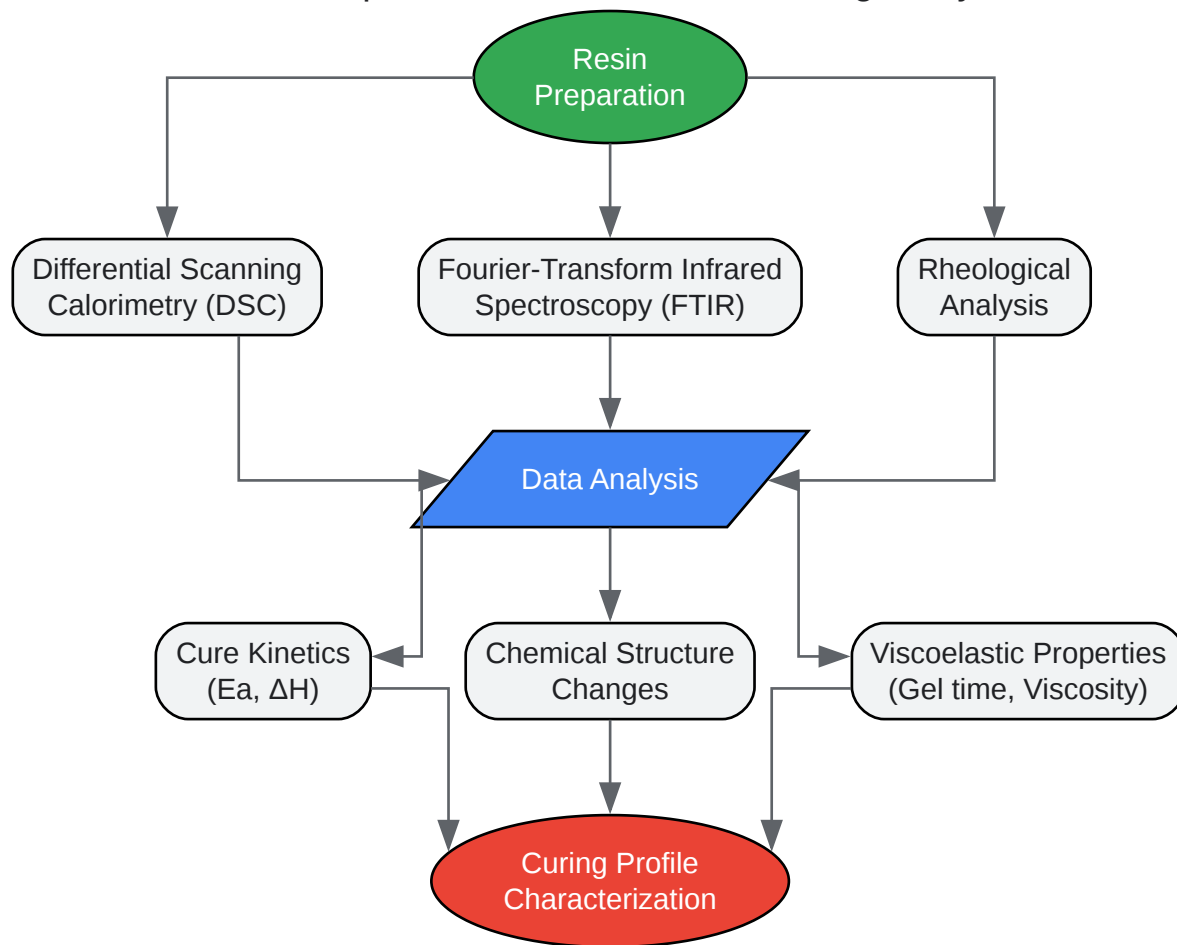 Resin
Preparation
Differential Scanning
Calorimetry (DSC)
Fourier-Transform Infrared
Spectroscopy (FTIR)
Rheological
Analysis
Data Analysis
Cure Kinetics
(Ea, ΔH)
Chemical Structure
Changes
Viscoelastic Properties
(Gel time, Viscosity)
Curing Profile
Characterization